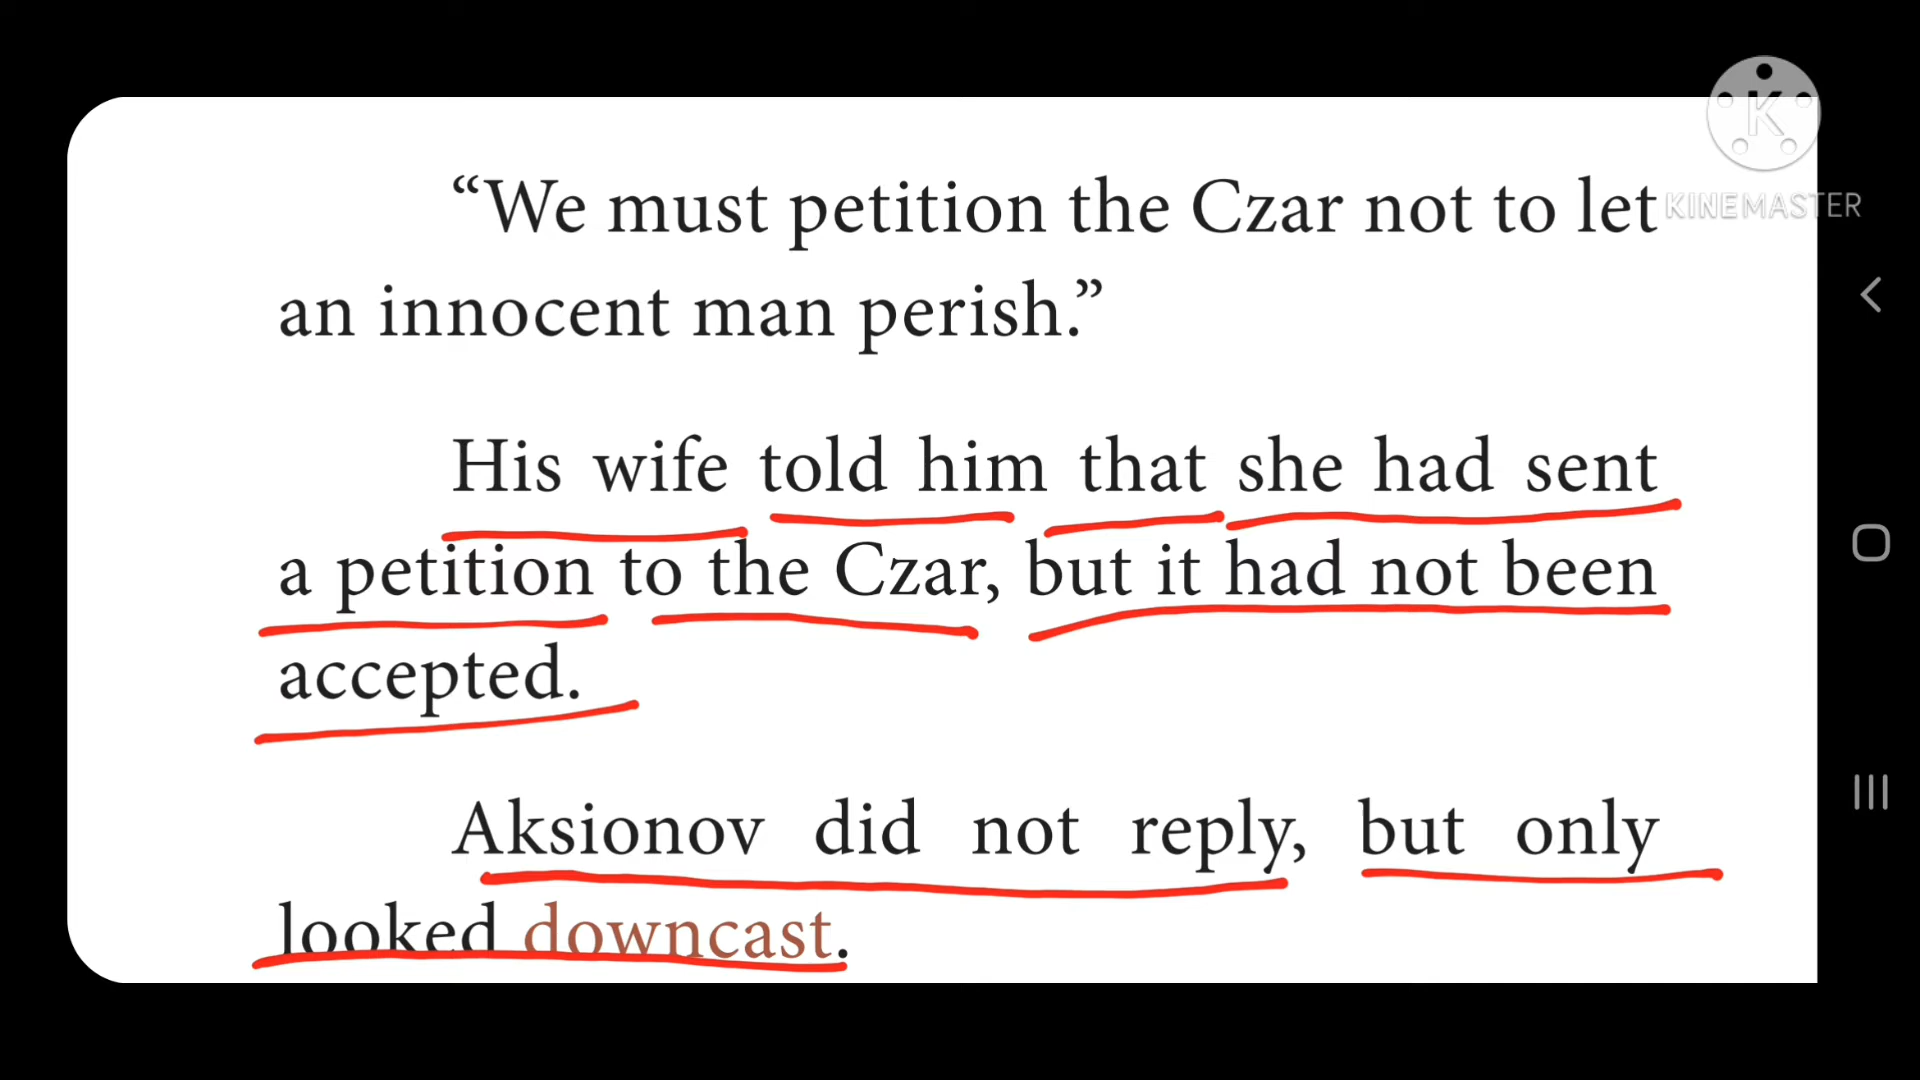 “We must petition the Czar not to let
an innocent man perish.”
His wife told him that she had sent
a petition to the Czar, but it had not been
accepted.
Aksionov did not reply, but only
looked downcast.
K
KINEMASTER